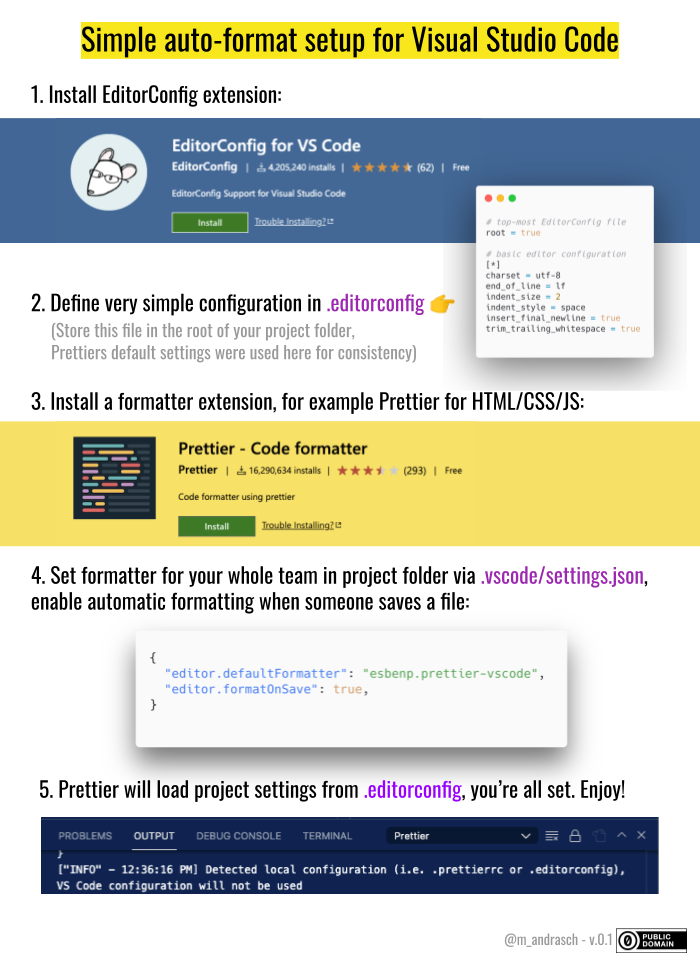 Simple auto-format setup for Visual Studio Code
1. Install EditorConfig extension:
EditorConfig for VS Code
EditorConfig | 4,205,240 installs | (62) | Free
EditorConfig Support for Visual Studio Code
Install Trouble Installing?
# top-most EditorConfig file
root = true
# basic editor configuration
[*]
charset = utf-8
end_of_line = lf
indent_size = 2
indent_style = space
insert_final_newline = true
trim_trailing_whitespace = true
2. Define very simple configuration in .editorconfig 👉
(Store this file in the root of your project folder,
Prettiers default settings were used here for consistency)
3. Install a formatter extension, for example Prettier for HTML/CSS/JS:
Prettier - Code formatter
Prettier | 16,290,634 installs | (293) | Free
Code formatter using prettier
Install Trouble Installing?
4. Set formatter for your whole team in project folder via .vscode/settings.json,
enable automatic formatting when someone saves a file:
{
"editor.defaultFormatter": "esbenp.prettier-vscode",
"editor.formatOnSave": true,
}
5. Prettier will load project settings from .editorconfig, you're all set. Enjoy!
PROBLEMS OUTPUT DEBUG CONSOLE TERMINAL Prettier
}
["INFO" - 12:36:16 PM] Detected local configuration (i.e. .prettierrc or .editorconfig),
VS Code configuration will not be used
@m_andrasch - v.0.1
PUBLIC
DOMAIN